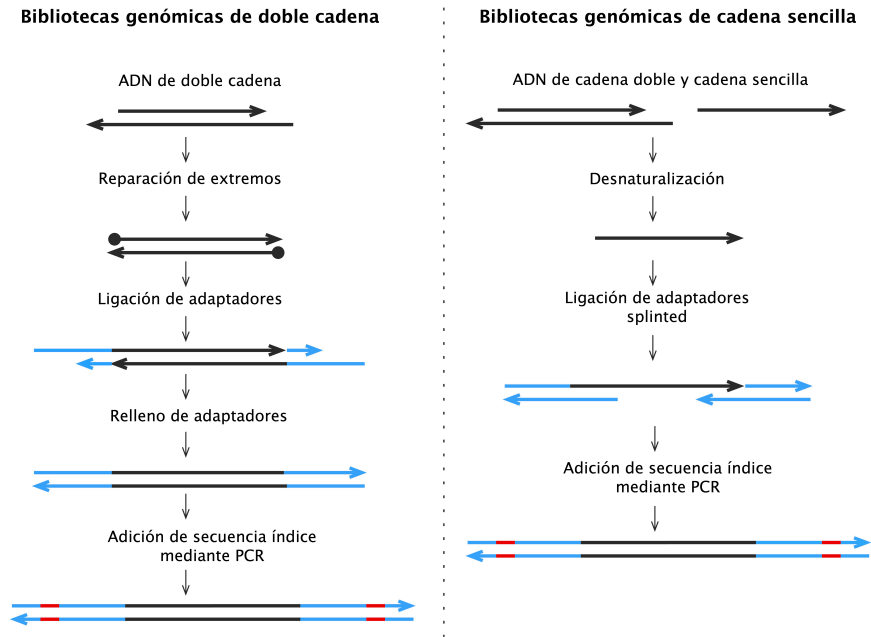 Bibliotecas genómicas de doble cadena
ADN de doble cadena
Reparación de extremos
Ligación de adaptadores
Relleno de adaptadores
Adición de secuencia índice
mediante PCR
Bibliotecas genómicas de cadena sencilla
ADN de cadena doble y cadena sencilla
Desnaturalización
Ligación de adaptadores
splinted
Adición de secuencia índice
mediante PCR